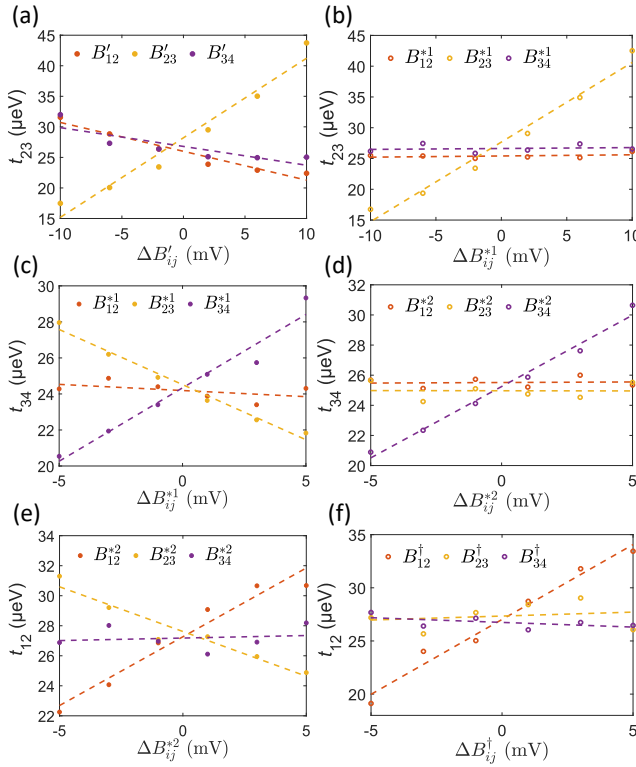 (a)
B′12 B′23 B′34
t23 (μeV)
45
40
35
30
25
20
15
-10 -5 0 5 10
ΔB′ij (mV)
(b)
B*1 12 B*1 23 B*1 34
t23 (μeV)
45
40
35
30
25
20
15
-10 -5 0 5 10
ΔB*1 ij (mV)
(c)
B*1 12 B*1 23 B*1 34
t34 (μeV)
30
28
26
24
22
20
-5 0 5
ΔB*1 ij (mV)
(d)
B*2 12 B*2 23 B*2 34
t34 (μeV)
32
30
28
26
24
22
20
-5 0 5
ΔB*2 ij (mV)
(e)
B*2 12 B*2 23 B*2 34
t12 (μeV)
34
32
30
28
26
24
22
-5 0 5
ΔB*2 ij (mV)
(f)
B†12 B†23 B†34
t12 (μeV)
35
30
25
20
-5 0 5
ΔB†ij (mV)